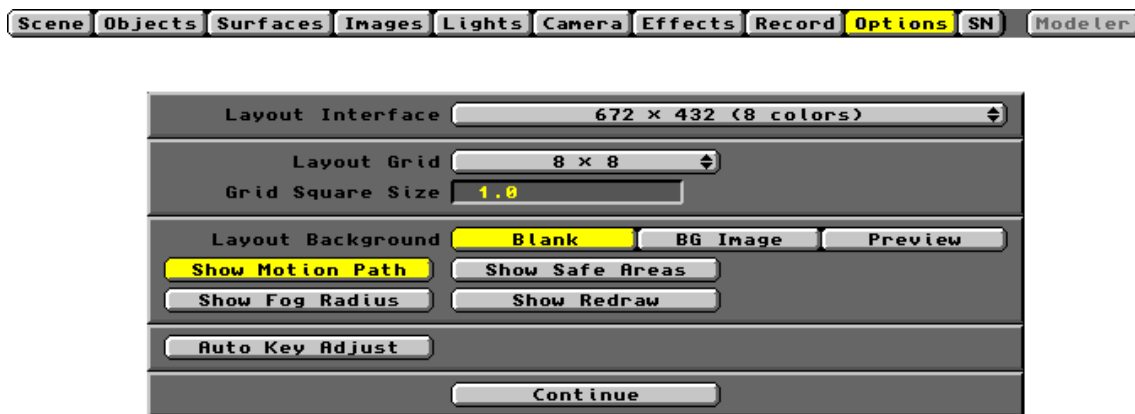 Scene Objects Surfaces Images Lights Camera Effects Record Options SN Modeler
Layout Interface 672 × 432 (8 colors)
Layout Grid 8 × 8
Grid Square Size 1.0
Layout Background Blank BG Image Preview
Show Motion Path Show Safe Areas
Show Fog Radius Show Redraw
Auto Key Adjust
Continue